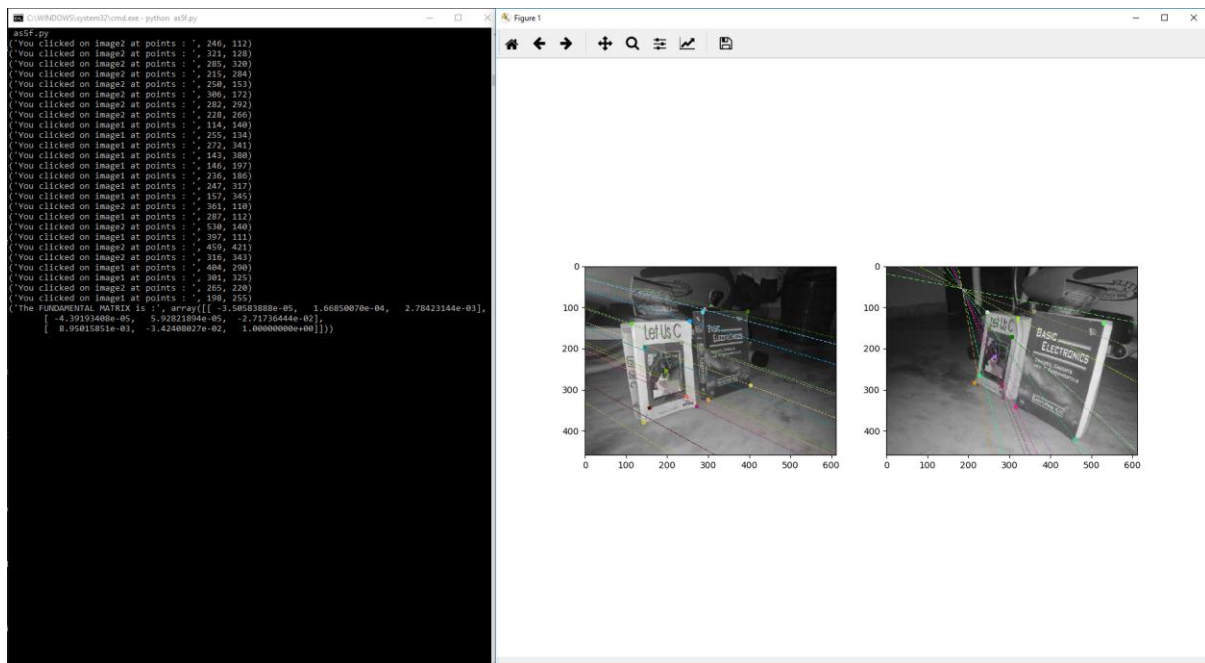 C:\WINDOWS\system32\cmd.exe - python as5f.py
as5f.py
('You clicked on image2 at points : ', 246, 112)
('You clicked on image2 at points : ', 321, 128)
('You clicked on image2 at points : ', 285, 320)
('You clicked on image2 at points : ', 215, 284)
('You clicked on image2 at points : ', 250, 153)
('You clicked on image2 at points : ', 306, 172)
('You clicked on image2 at points : ', 282, 292)
('You clicked on image2 at points : ', 228, 266)
('You clicked on image1 at points : ', 114, 140)
('You clicked on image1 at points : ', 255, 134)
('You clicked on image1 at points : ', 272, 341)
('You clicked on image1 at points : ', 143, 380)
('You clicked on image1 at points : ', 146, 197)
('You clicked on image1 at points : ', 236, 186)
('You clicked on image1 at points : ', 247, 317)
('You clicked on image1 at points : ', 157, 345)
('You clicked on image2 at points : ', 361, 110)
('You clicked on image1 at points : ', 287, 112)
('You clicked on image2 at points : ', 530, 140)
('You clicked on image1 at points : ', 397, 111)
('You clicked on image2 at points : ', 459, 421)
('You clicked on image2 at points : ', 316, 343)
('You clicked on image1 at points : ', 404, 290)
('You clicked on image1 at points : ', 301, 325)
('You clicked on image2 at points : ', 265, 220)
('You clicked on image1 at points : ', 198, 255)
('The FUNDAMENTAL MATRIX is :', array([[ -3.50583888e-05, 1.66850070e-04, 2.78423144e-03],
[ -4.39193408e-05, 5.92821894e-05, -2.71736444e-02],
[ 8.95015851e-03, -3.42408027e-02, 1.00000000e+00]]))
Figure 1
0
100
200
300
400
0 100 200 300 400 500 600
Let Us C
BASIC
ELECTRONICS
0
100
200
300
400
0 100 200 300 400 500 600
Let Us C
BASIC
ELECTRONICS